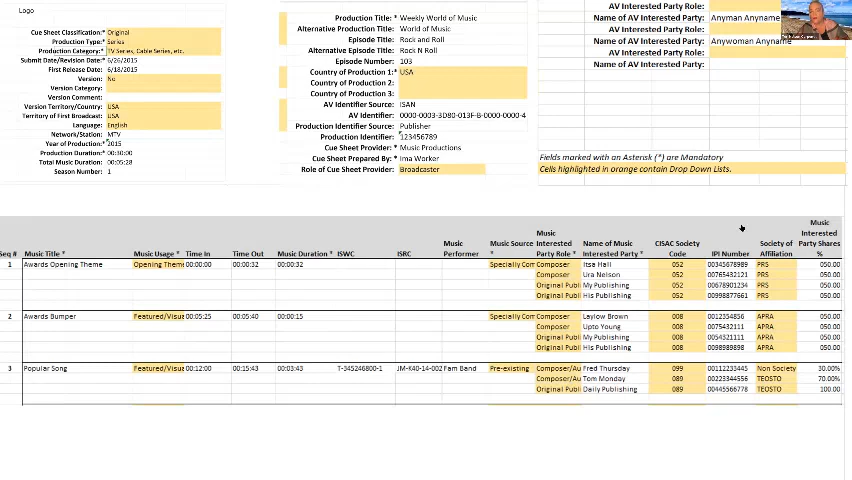 Logo
Cue Sheet Classification:* Original
Production Type:* Series
Production Category:* TV Series, Cable Series, etc.
Submit Date/Revision Date:* 6/26/2015
First Release Date:* 6/18/2015
Version: No
Version Category:
Version Comment:
Version Territory/Country: USA
Territory of First Broadcast: USA
Language: English
Network/Station: MTV
Year of Production:* 2015
Production Duration:* 00:30:00
Total Music Duration: 00:05:28
Season Number: 1
Production Title: * Weekly World of Music
Alternative Production Title: World of Music
Episode Title: Rock and Roll
Alternative Episode Title: Rock N Roll
Episode Number: 103
Country of Production 1:* USA
Country of Production 2:
Country of Production 3:
AV Identifier Source: ISAN
AV Identifier: 0000-0003-3D80-013F-B-0000-0000-4
Production Identifier Source: Publisher
Production Identifier: 123456789
Cue Sheet Provider: * Music Productions
Cue Sheet Prepared By: * Ima Worker
Role of Cue Sheet Provider: Broadcaster
AV Interested Party Role:
Name of AV Interested Party: Anyman Anyname
AV Interested Party Role:
Name of AV Interested Party: Anywoman Anyname
AV Interested Party Role:
Name of AV Interested Party:
Fields marked with an Asterisk (*) are Mandatory
Cells highlighted in orange contain Drop Down Lists.
Seq # Music Title * Music Usage * Time In Time Out Music Duration * ISWC ISRC Music Performer Music Source * Music Interested Party Role * Name of Music Interested Party * CISAC Society Code IPI Number Society of Affiliation Music Interested Party Shares %
1 Awards Opening Theme Opening Theme 00:00:00 00:00:32 00:00:32 Specially Com Composer Itsa Hall 052 00345678989 PRS 050.00
Composer Ura Nelson 052 00765432121 PRS 050.00
Original Publ My Publishing 052 00678901234 PRS 050.00
Original Publ His Publishing 052 00998877661 PRS 050.00
2 Awards Bumper Featured/Visua 00:05:25 00:05:40 00:00:15 Specially Com Composer Laylow Brown 008 0012354856 APRA 050.00
Composer Upto Young 008 0075432111 APRA 050.00
Original Publ My Publishing 008 0054321111 APRA 050.00
Original Publ His Publishing 008 0098989898 APRA 050.00
3 Popular Song Featured/Visua 00:12:00 00:15:43 00:03:43 T-345246800-1 JM-K40-14-002 Fam Band Pre-existing Composer/Au Fred Thursday 099 00112233445 Non Society 30.00%
Composer/Au Tom Monday 089 00223344556 TEOSTO 70.00%
Original Publ Daily Publishing 089 00445566778 TEOSTO 100.00